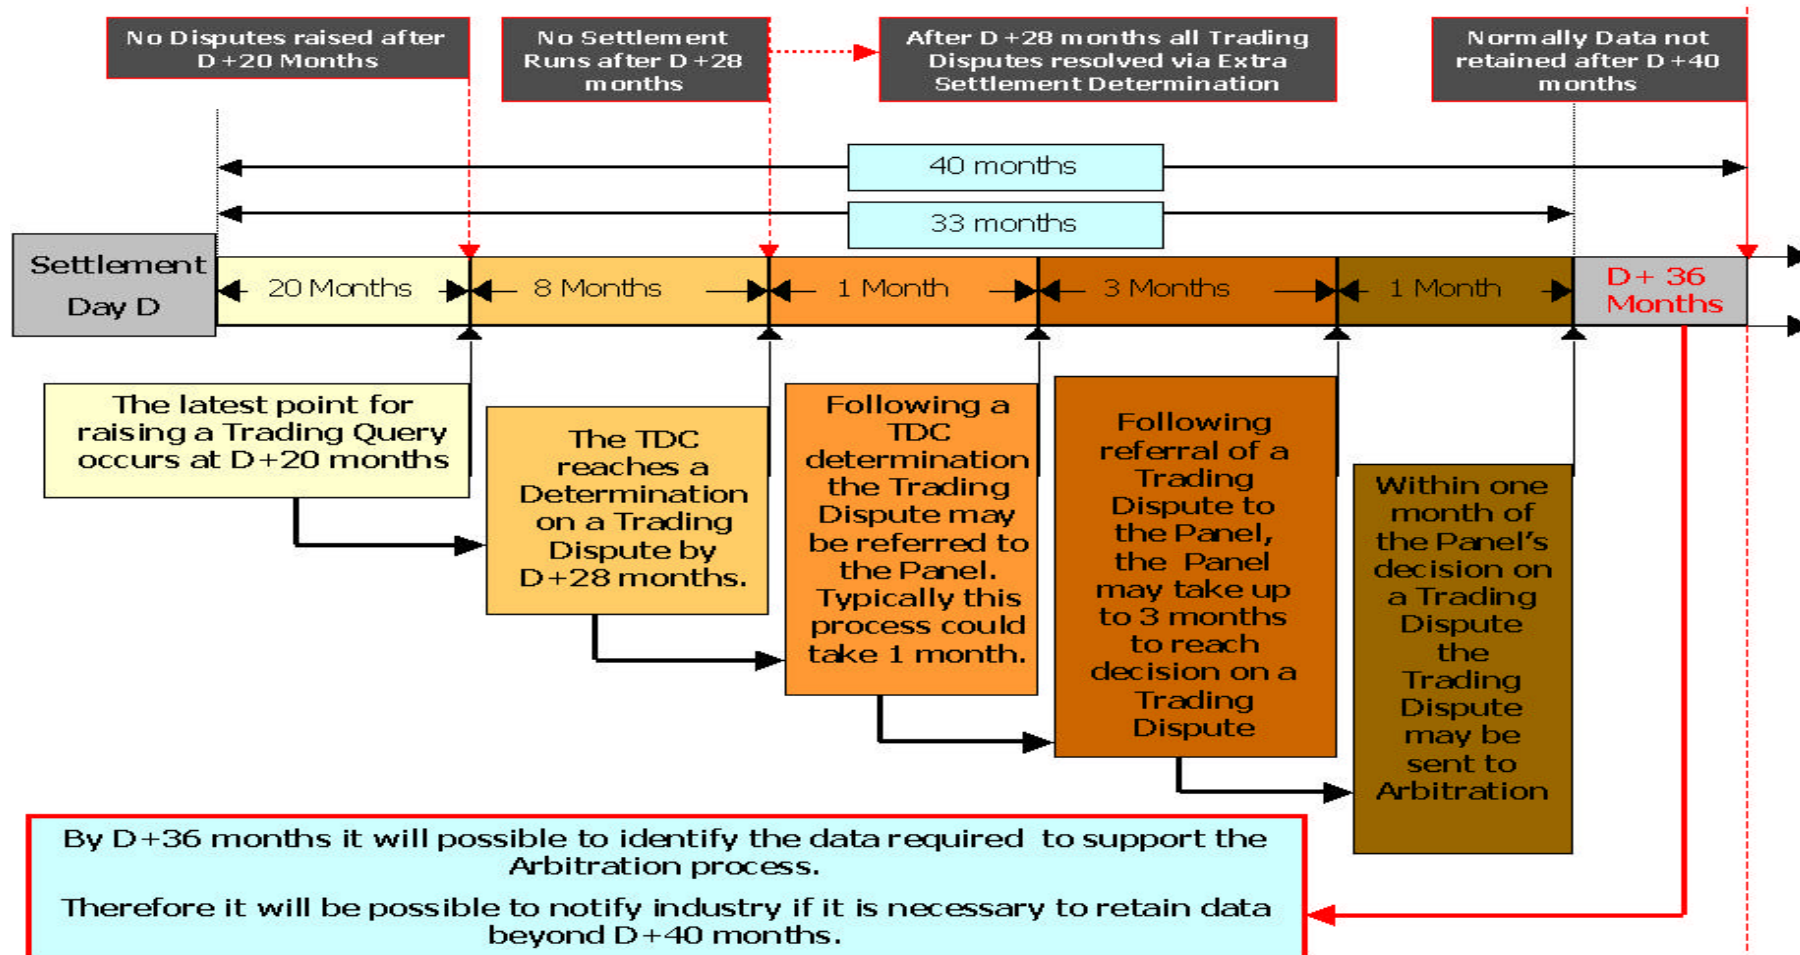 No Disputes raised after
D+20 Months
No Settlement
Runs after D+28
months
After D+28 months all Trading
Disputes resolved via Extra
Settlement Determination
Normally Data not
retained after D+40
months
40 months
33 months
Settlement
Day D
20 Months
8 Months
1 Month
3 Months
1 Month
D+ 36
Months
The latest point for
raising a Trading Query
occurs at D+20 months
The TDC
reaches a
Determination
on a Trading
Dispute by
D+28 months.
Following a
TDC
determination
the Trading
Dispute may
be referred to
the Panel.
Typically this
process could
take 1 month.
Following
referral of a
Trading
Dispute to
the Panel,
the Panel
may take up
to 3 months
to reach
decision on a
Trading
Dispute
Within one
month of
the Panel's
decision on
a Trading
Dispute
the
Trading
Dispute
may be
sent to
Arbitration
By D+36 months it will possible to identify the data required to support the
Arbitration process.
Therefore it will be possible to notify industry if it is necessary to retain data
beyond D+40 months.